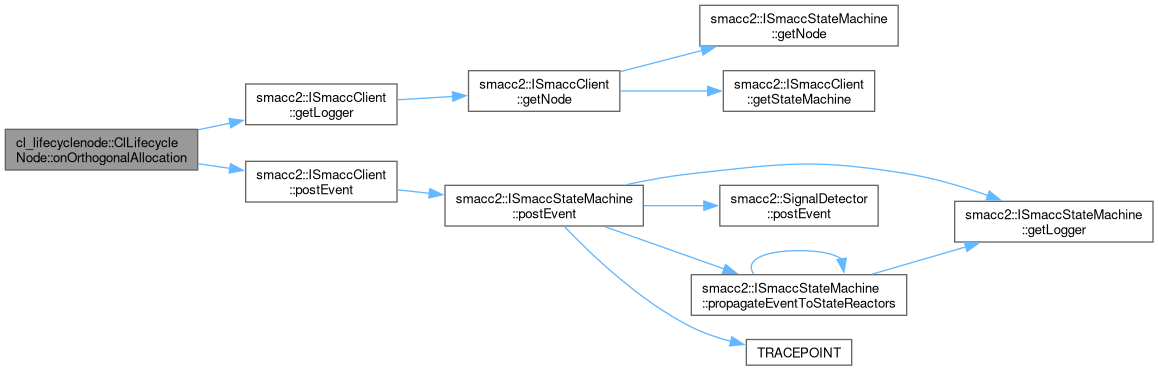 smacc2::ISmaccStateMachine
::getNode
smacc2::ISmaccClient
::getLogger
smacc2::ISmaccClient
::getNode
smacc2::ISmaccClient
::getStateMachine
cl_lifecyclenode::ClLifecycle
Node::onOrthogonalAllocation
smacc2::ISmaccClient
::postEvent
smacc2::ISmaccStateMachine
::postEvent
smacc2::SignalDetector
::postEvent
smacc2::ISmaccStateMachine
::getLogger
smacc2::ISmaccStateMachine
::propagateEventToStateReactors
TRACEPOINT